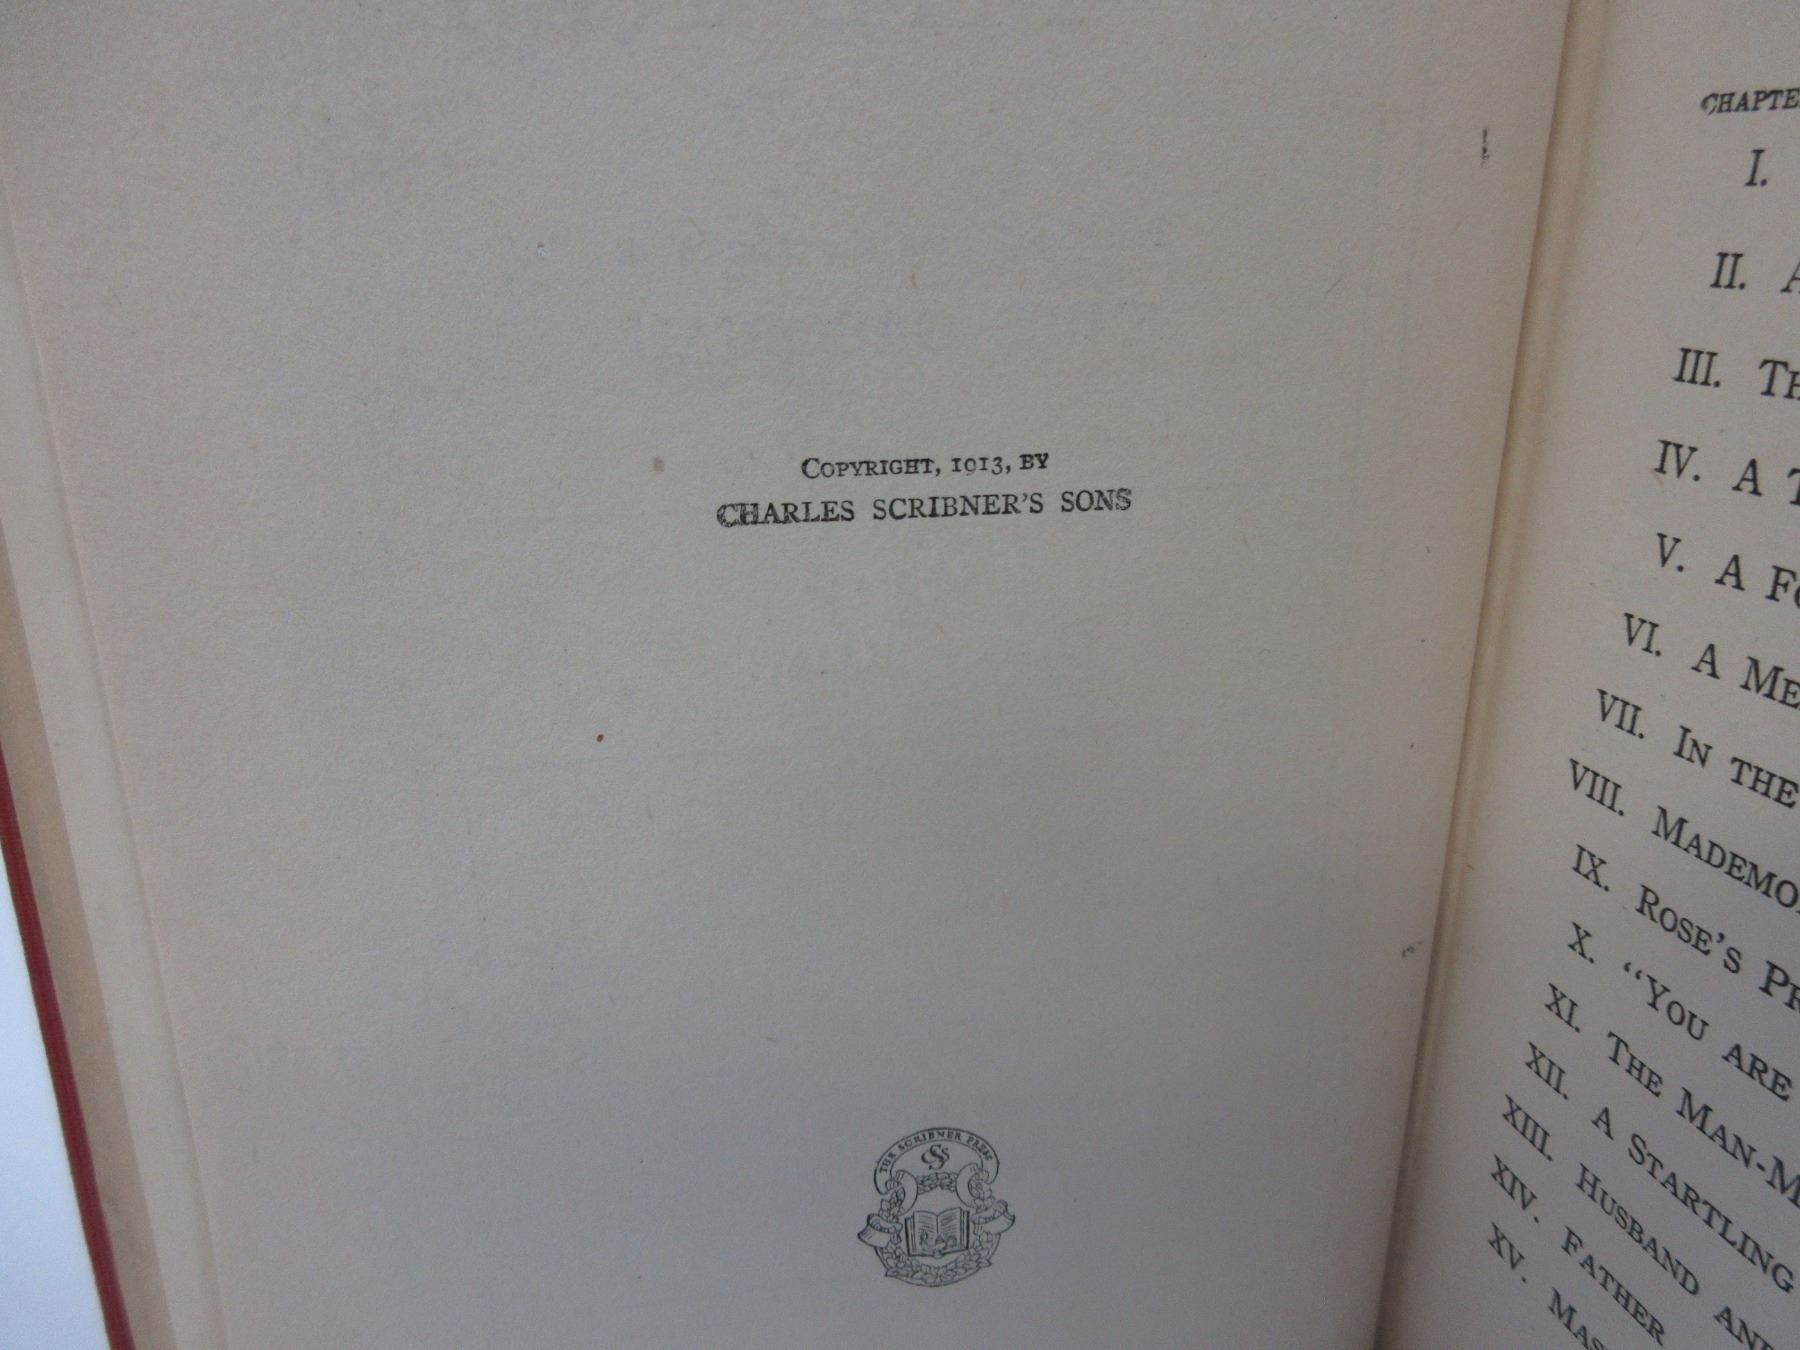 COPYRIGHT, 1913, BY
CHARLES SCRIBNER'S SONS
THE SCRIBNER PRESS
CSS
CHAPTE
I.
II. A
III. TH
IV. A T
V. A FO
VI. A ME
VII. IN THE
VIII. MADEMO
IX. ROSE'S PR
X. "YOU ARE
XI. THE MAN-M
XII. A STARTLING
XIII. HUSBAND AND
XIV. FATHER
XV. MAS